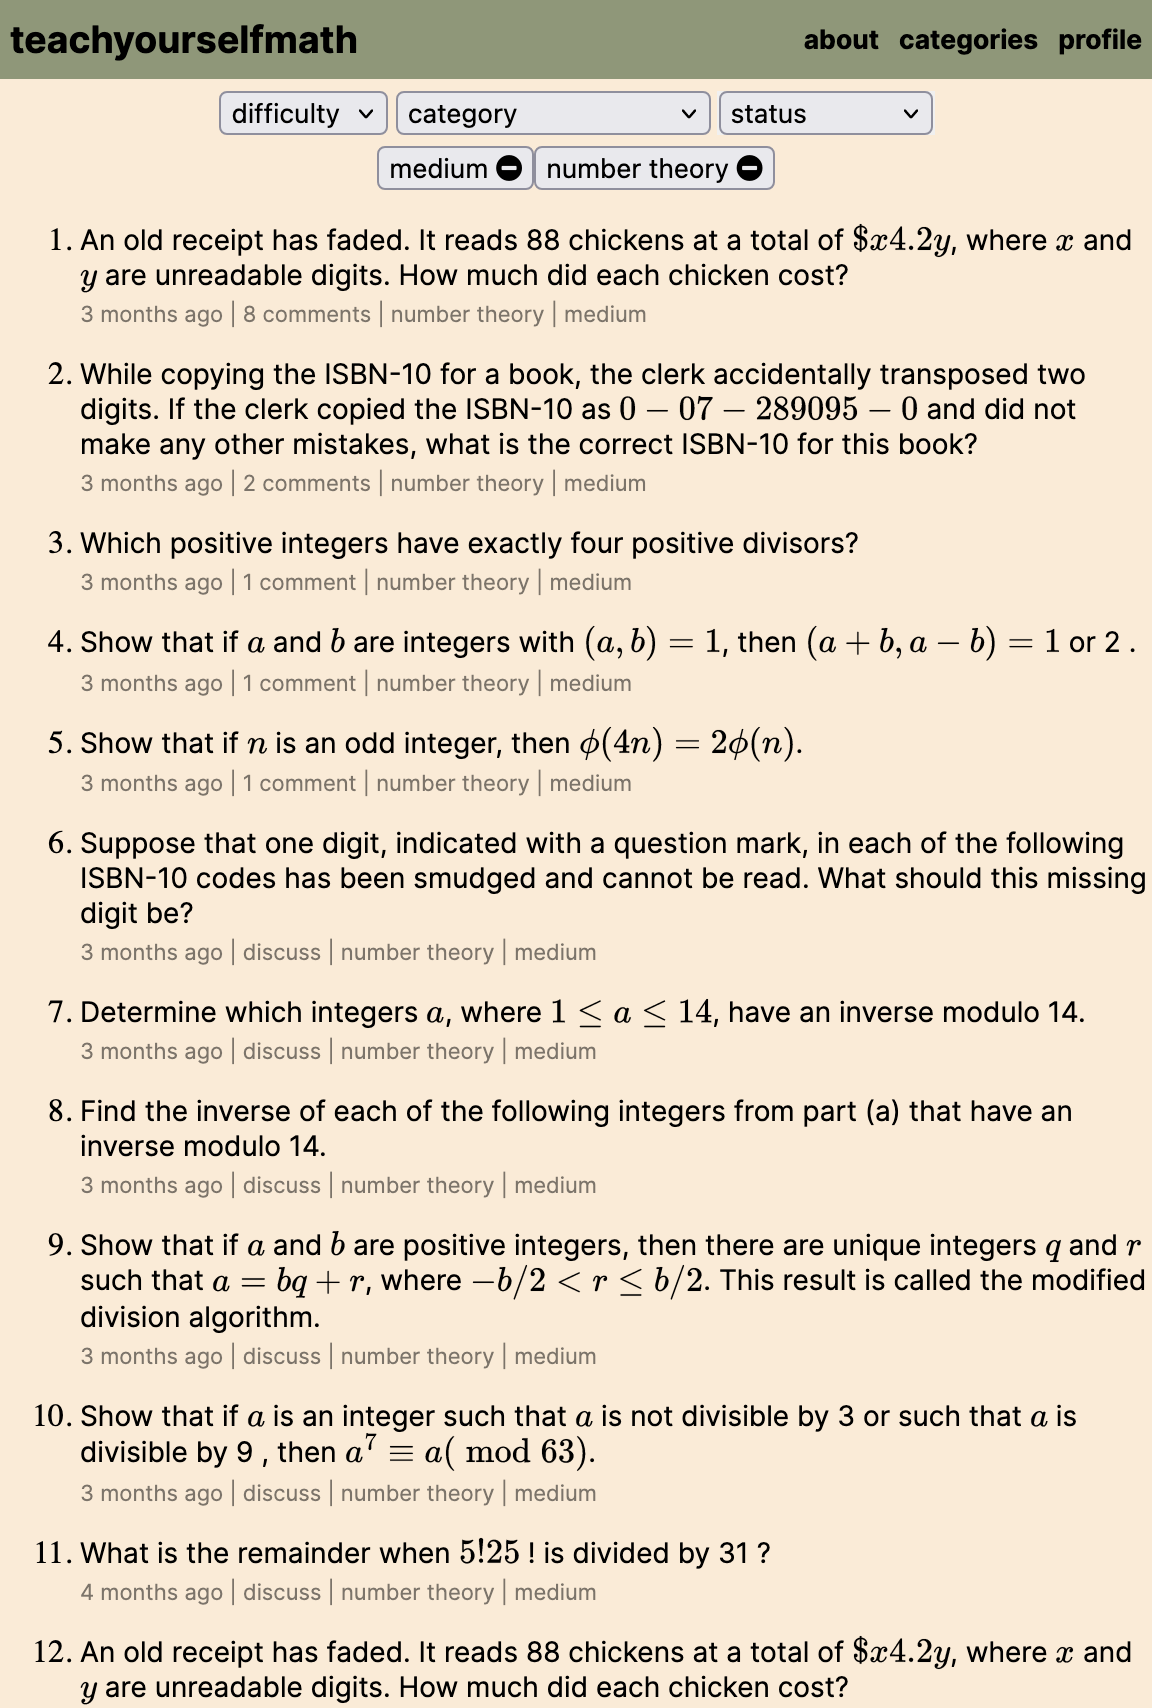 teachyourselfmath
about categories profile
difficulty category status
medium number theory
1. An old receipt has faded. It reads 88 chickens at a total of $x4.2y, where x and
y are unreadable digits. How much did each chicken cost?
3 months ago | 8 comments | number theory | medium
2. While copying the ISBN-10 for a book, the clerk accidentally transposed two
digits. If the clerk copied the ISBN-10 as 0 − 07 − 289095 − 0 and did not
make any other mistakes, what is the correct ISBN-10 for this book?
3 months ago | 2 comments | number theory | medium
3. Which positive integers have exactly four positive divisors?
3 months ago | 1 comment | number theory | medium
4. Show that if a and b are integers with (a, b) = 1, then (a + b, a − b) = 1 or 2 .
3 months ago | 1 comment | number theory | medium
5. Show that if n is an odd integer, then ϕ(4n) = 2ϕ(n).
3 months ago | 1 comment | number theory | medium
6. Suppose that one digit, indicated with a question mark, in each of the following
ISBN-10 codes has been smudged and cannot be read. What should this missing
digit be?
3 months ago | discuss | number theory | medium
7. Determine which integers a, where 1 ≤ a ≤ 14, have an inverse modulo 14.
3 months ago | discuss | number theory | medium
8. Find the inverse of each of the following integers from part (a) that have an
inverse modulo 14.
3 months ago | discuss | number theory | medium
9. Show that if a and b are positive integers, then there are unique integers q and r
such that a = bq + r, where −b/2 < r ≤ b/2. This result is called the modified
division algorithm.
3 months ago | discuss | number theory | medium
10. Show that if a is an integer such that a is not divisible by 3 or such that a is
divisible by 9 , then a⁷ ≡ a( mod 63).
3 months ago | discuss | number theory | medium
11. What is the remainder when 5!25 ! is divided by 31 ?
4 months ago | discuss | number theory | medium
12. An old receipt has faded. It reads 88 chickens at a total of $x4.2y, where x and
y are unreadable digits. How much did each chicken cost?